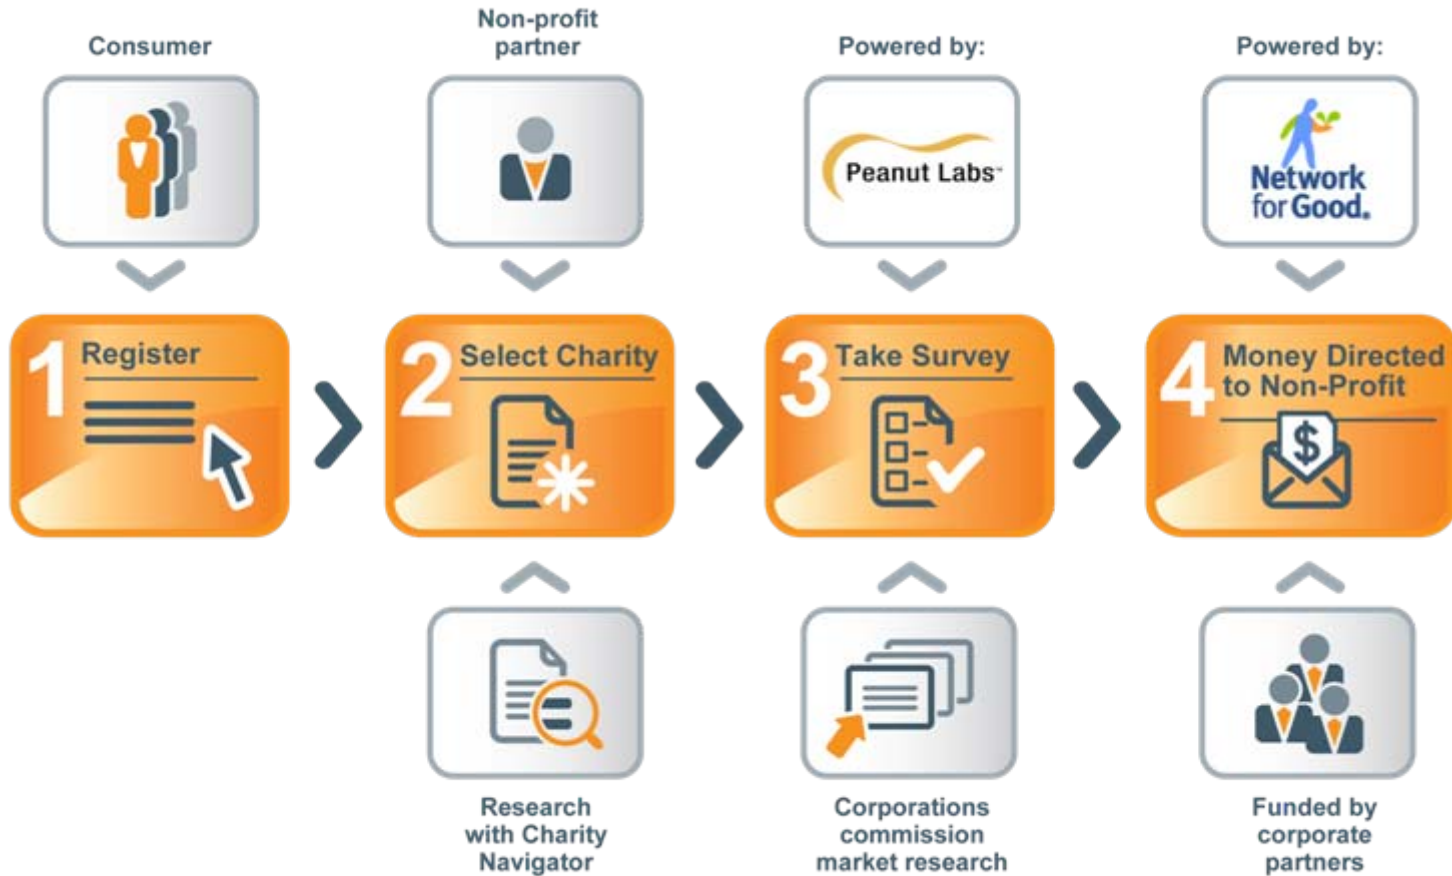 Consumer
Non-profit
partner
Powered by:
Powered by:
Peanut Labs™
Network
for Good®
1 Register
2 Select Charity
3 Take Survey
4 Money Directed
to Non-Profit
$
Research
with Charity
Navigator
Corporations
commission
market research
Funded by
corporate
partners